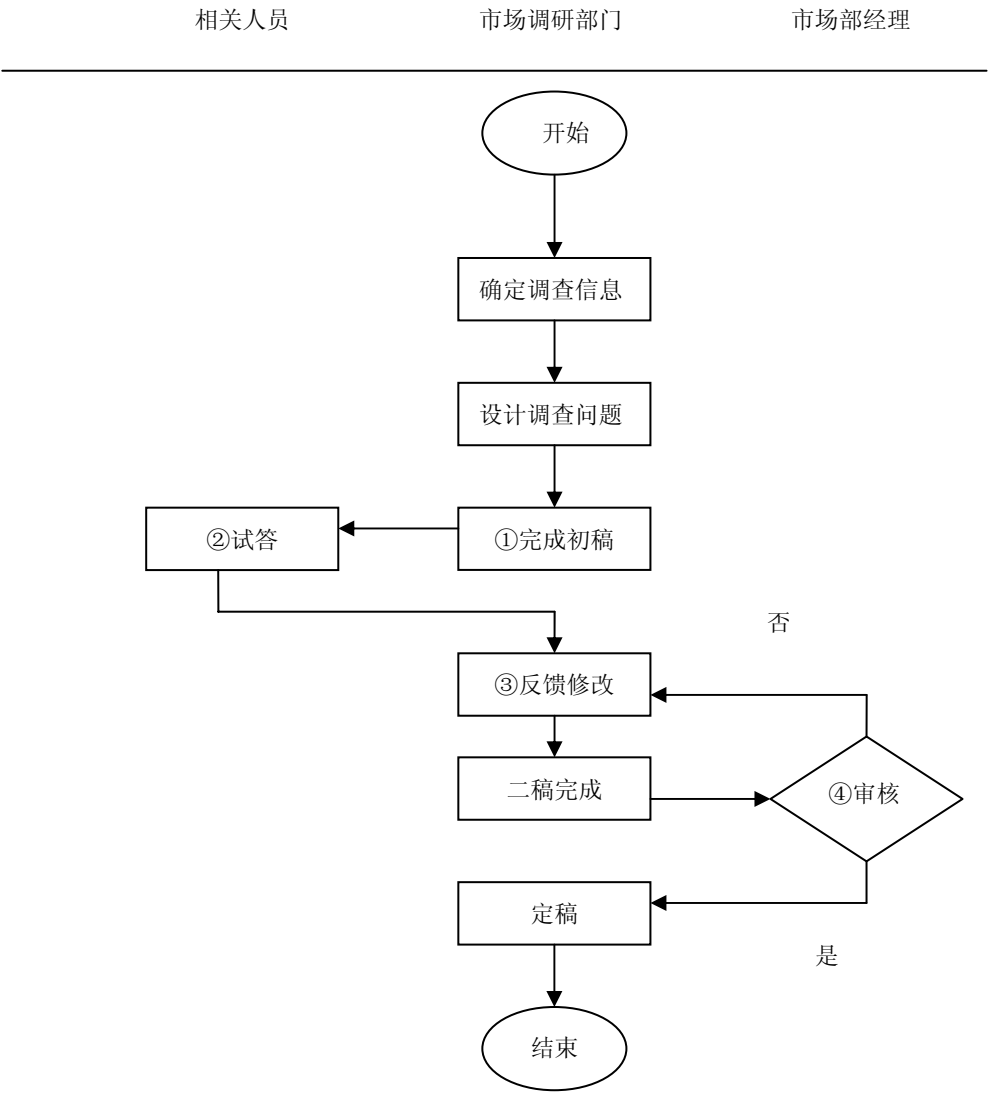 相关人员
市场调研部门
市场部经理
开始
确定调查信息
设计调查问题
②试答
①完成初稿
否
③反馈修改
二稿完成
④审核
定稿
是
结束